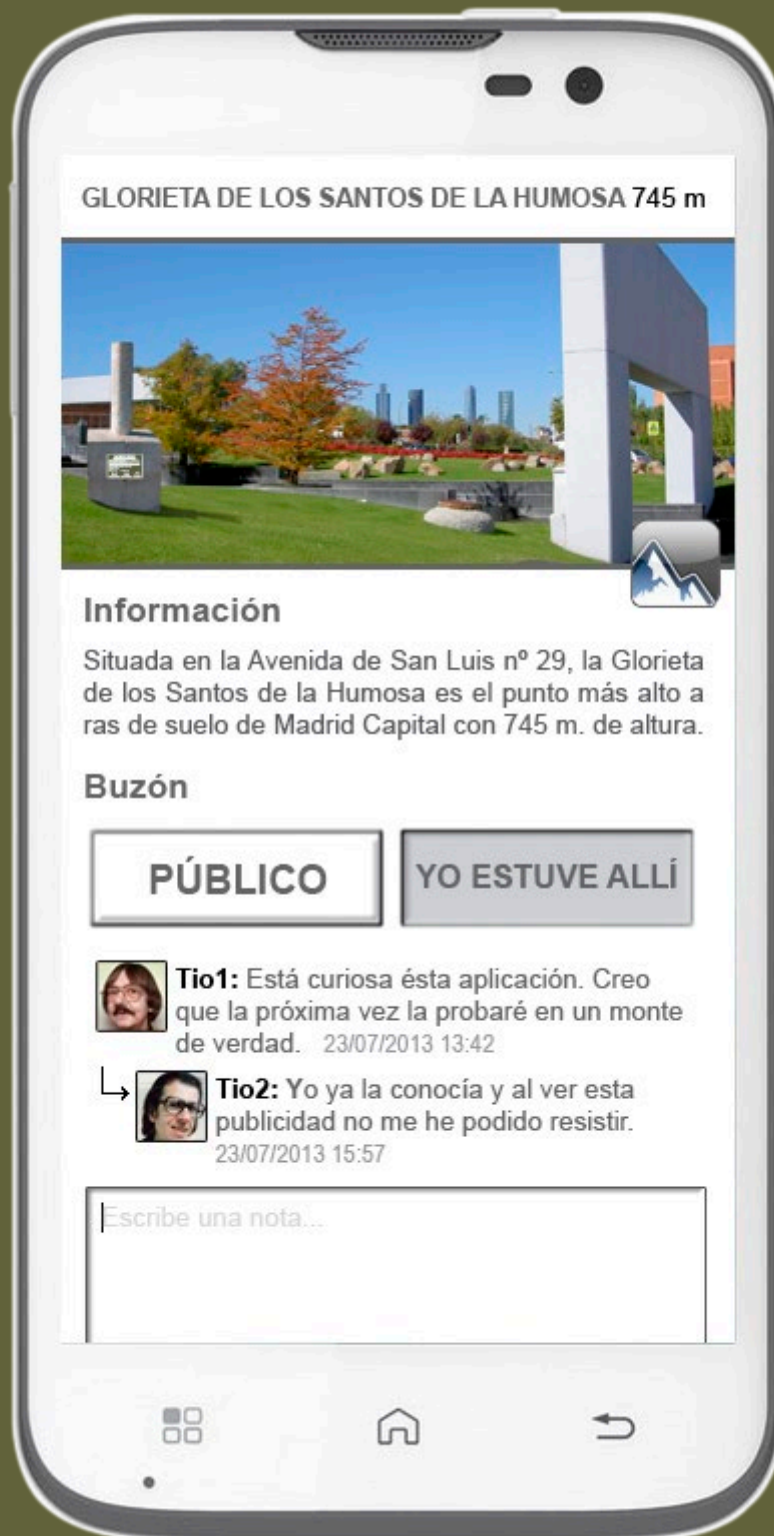 GLORIETA DE LOS SANTOS DE LA HUMOSA 745 m
Información
Situada en la Avenida de San Luis nº 29, la Glorieta
de los Santos de la Humosa es el punto más alto a
ras de suelo de Madrid Capital con 745 m. de altura.
Buzón
PÚBLICO
YO ESTUVE ALLÍ
Tio1: Está curiosa ésta aplicación. Creo
que la próxima vez la probaré en un monte
de verdad. 23/07/2013 13:42
Tio2: Yo ya la conocía y al ver esta
publicidad no me he podido resistir.
23/07/2013 15:57
Escribe una nota...